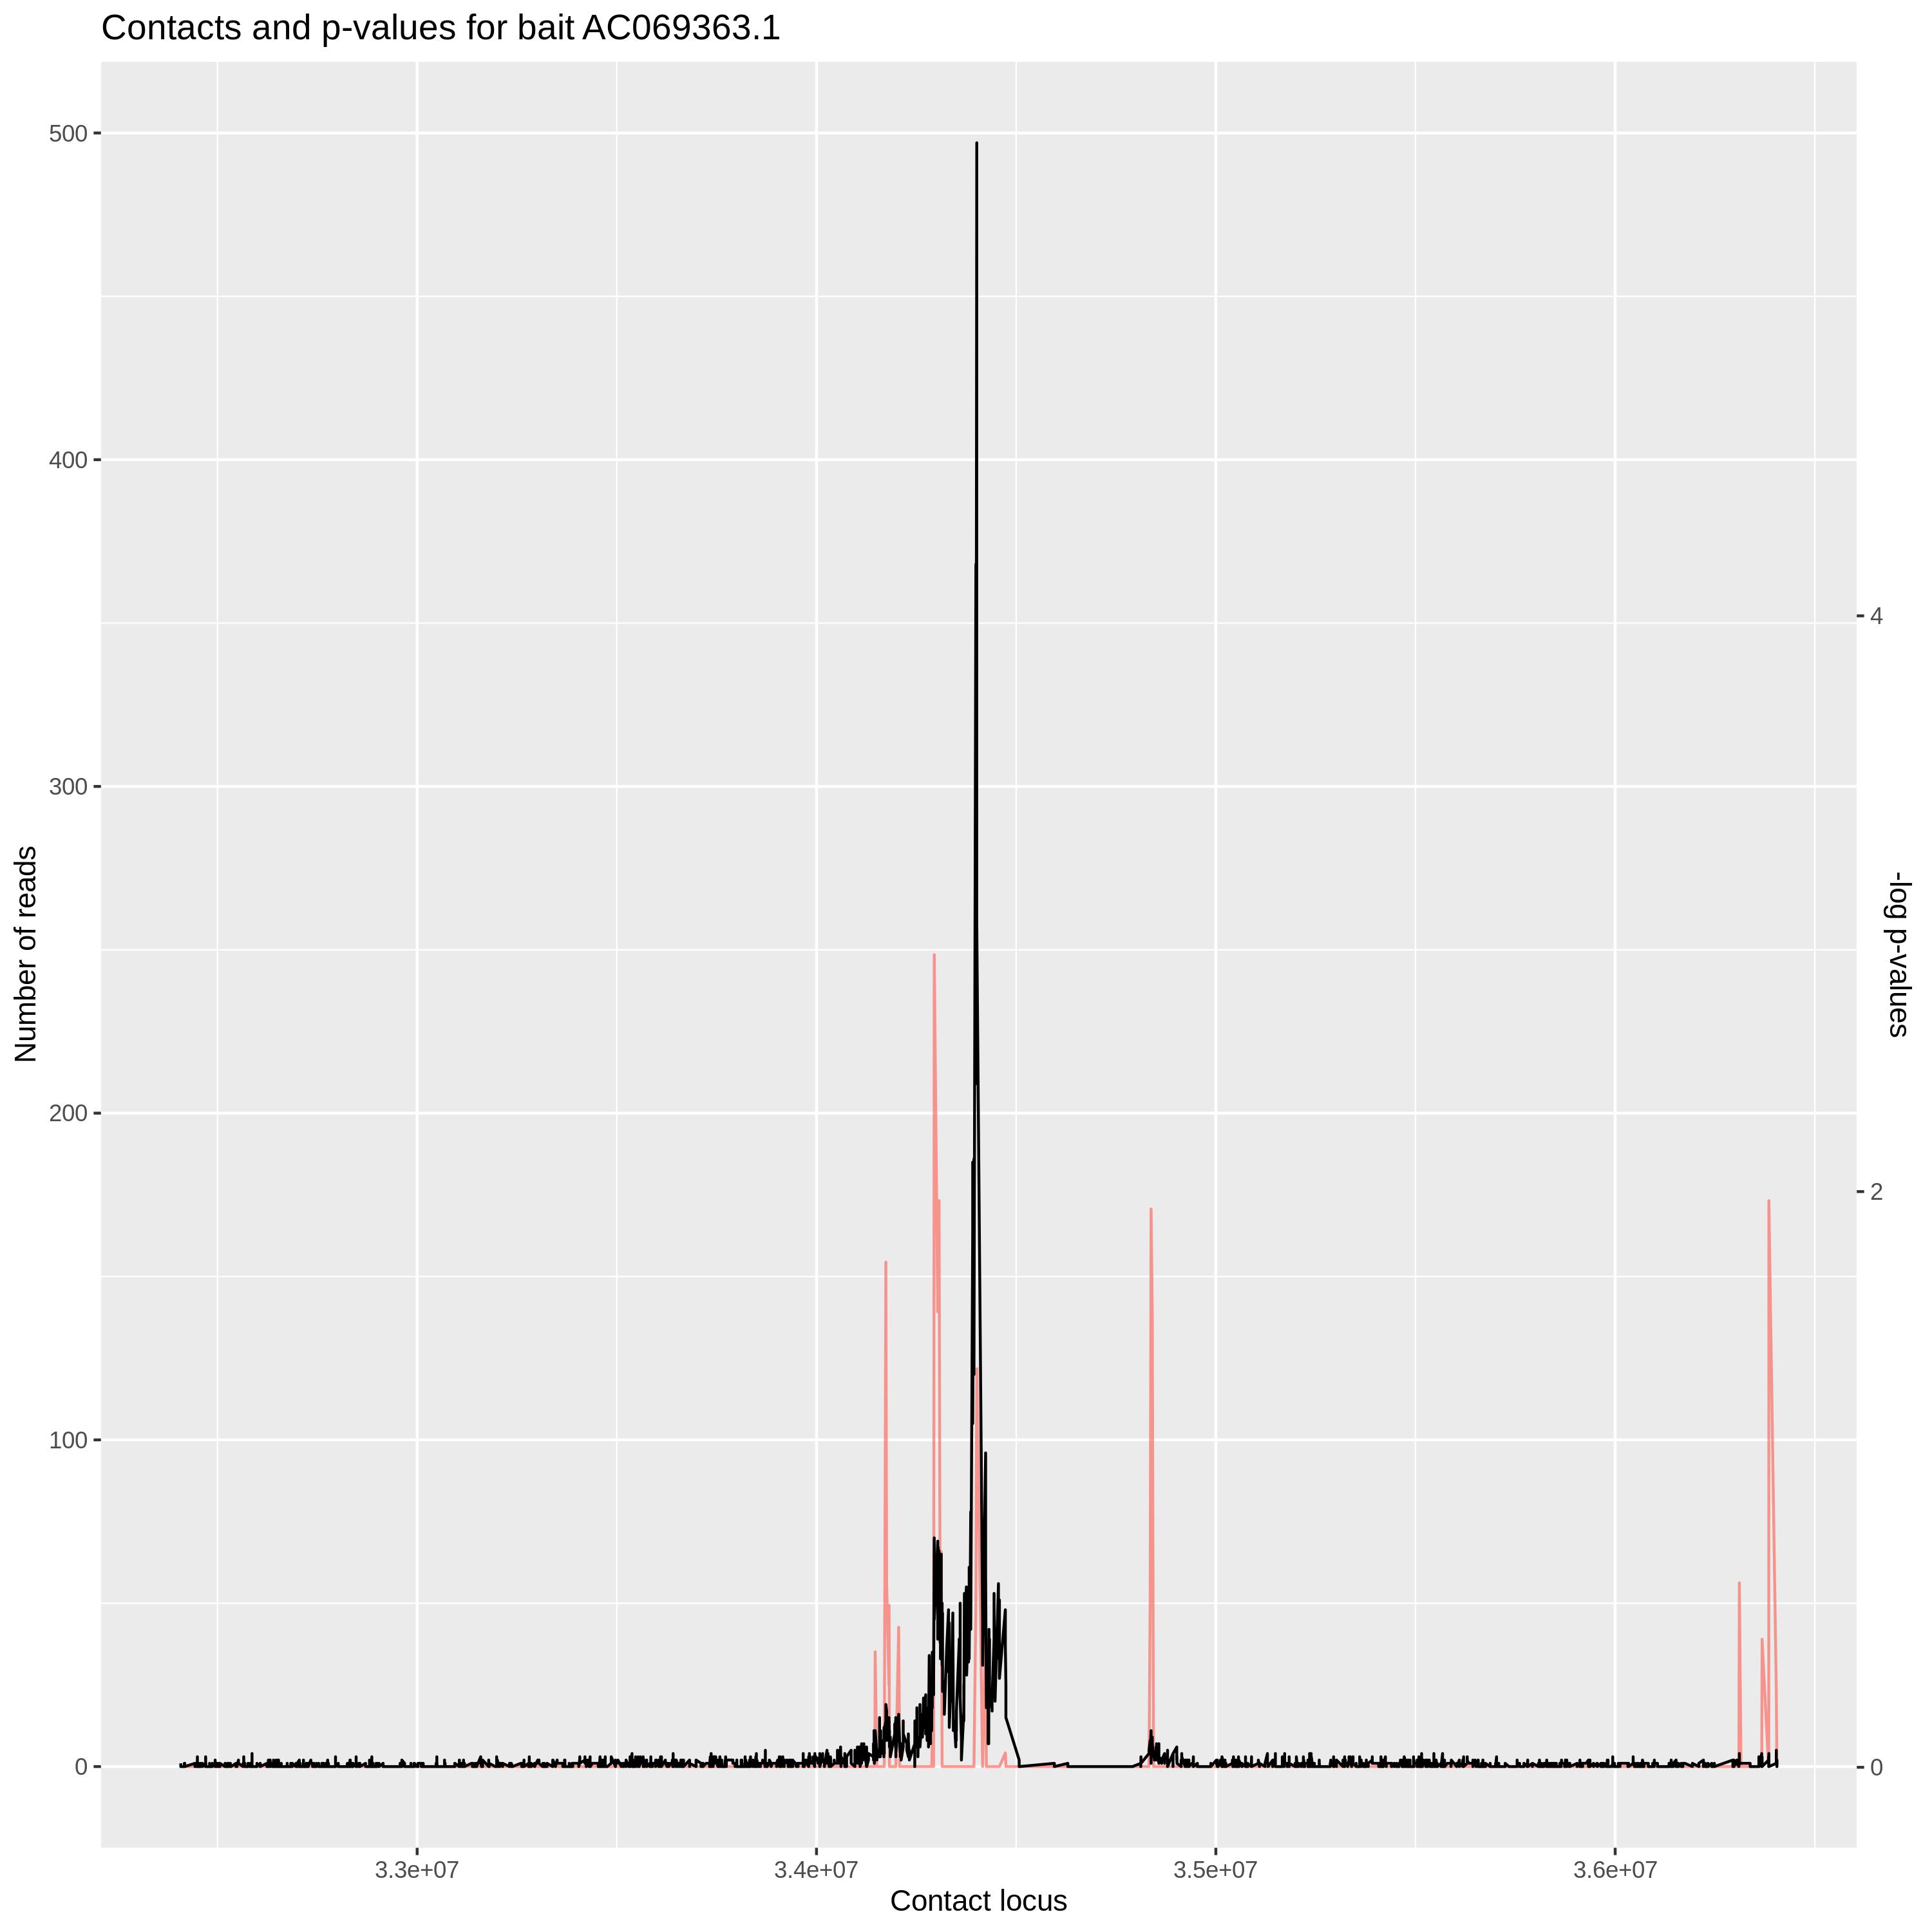 Contacts and p-values for bait AC069363.1
500
400
300
200
100
0
Number of reads
4
2
0
-log p-values
3.3e+07
3.4e+07
3.5e+07
3.6e+07
Contact locus